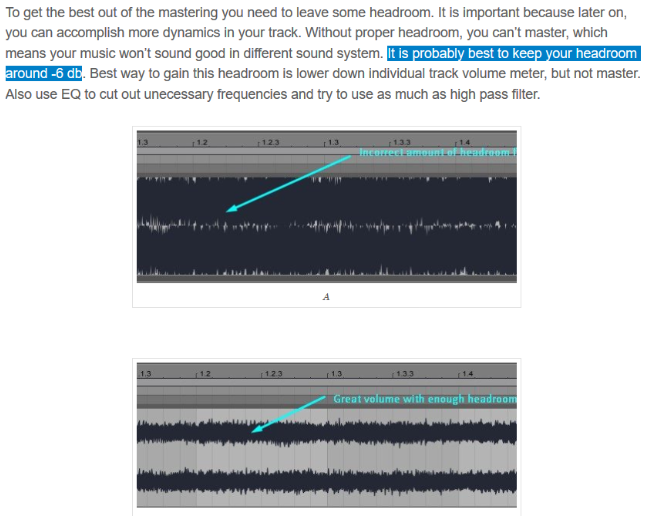 To get the best out of the mastering you need to leave some headroom. It is important because later on,
you can accomplish more dynamics in your track. Without proper headroom, you can't master, which
means your music won't sound good in different sound system. It is probably best to keep your headroom
around -6 db. Best way to gain this headroom is lower down individual track volume meter, but not master.
Also use EQ to cut out unecessary frequencies and try to use as much as high pass filter.
1.3 1.2 1.2.3 1.3 1.3.3 1.4
Incorrect amount of headroom !
A
1.3 1.2 1.2.3 1.3 1.3.3 1.4
Great volume with enough headroom